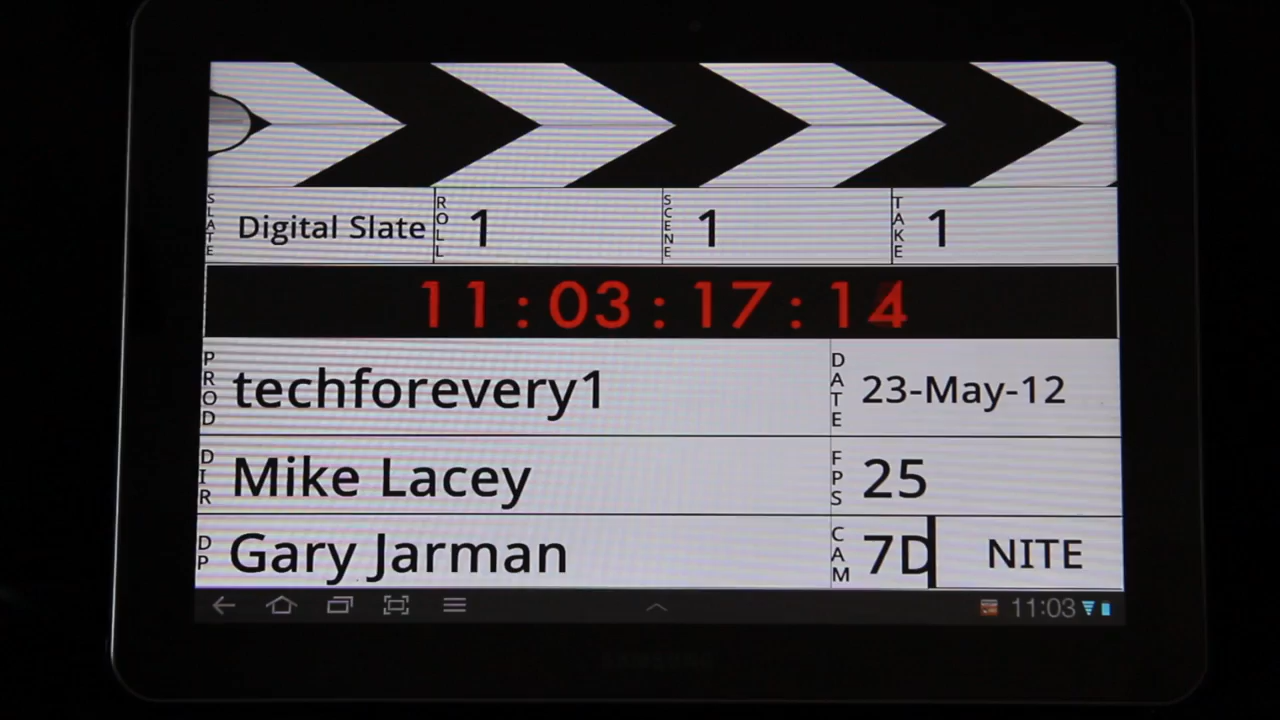 SLATE Digital Slate ROLL 1 SCENE 1 TAKE 1
11:03:17:14
PROD techforevery1 DATE 23-May-12
DIR Mike Lacey FPS 25
DP Gary Jarman CAM 7D NITE
11:03
SAMSUNG